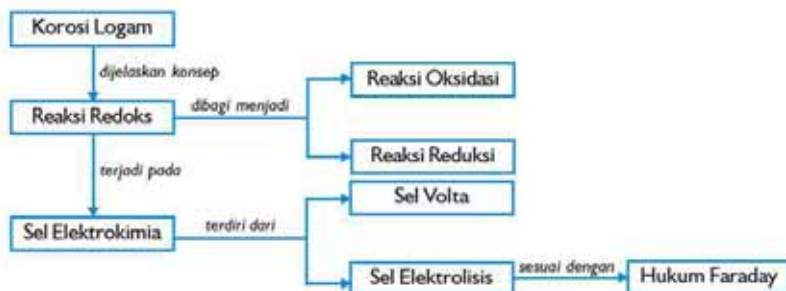 Korosi Logam
dijelaskan konsep
Reaksi Oksidasi
Reaksi Redoks
dibagi menjadi
Reaksi Reduksi
terjadi pada
Sel Volta
Sel Elektrokimia
terdiri dari
Sel Elektrolisis
sesuai dengan
Hukum Faraday